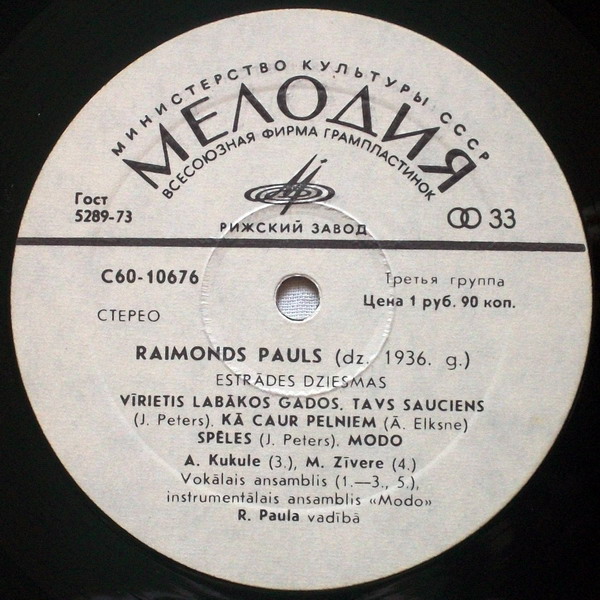 МИНИСТЕРСТВО КУЛЬТУРЫ СССР
МЕЛОДИЯ
ВСЕСОЮЗНАЯ ФИРМА ГРАМПЛАСТИНОК
Гост
5289-73
РИЖСКИЙ ЗАВОД
33
С60-10676
Третья группа
Цена 1 руб. 90 коп.
СТЕРЕО
RAIMONDS PAULS (dz. 1936. g.)
ESTRĀDES DZIESMAS
VĪRIETIS LABĀKOS GADOS. TAVS SAUCIENS
(J. Peters). KĀ CAUR PELNIEM (Ā. Elksne)
SPĒLES (J. Peters). MODO
A. Kukule (3.), M. Zīvere (4.)
Vokālais ansamblis (1.—3., 5.),
instrumentālais ansamblis «Modo»
R. Paula vadībā